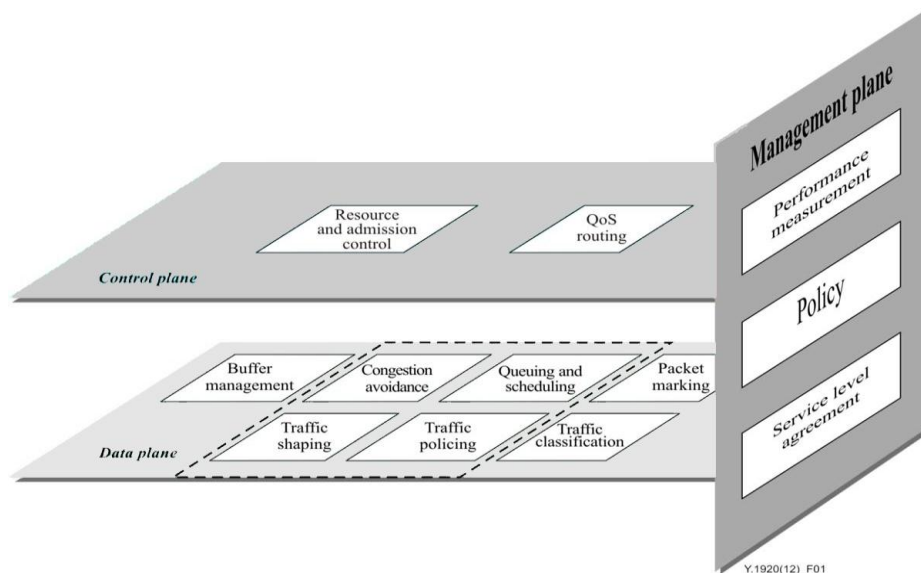 Management plane
Performance
measurement
Policy
Service level
agreement
Resource
and admission
control
QoS
routing
Control plane
Buffer
management
Congestion
avoidance
Queuing and
scheduling
Packet
marking
Traffic
shaping
Traffic
policing
Traffic
classification
Data plane
Y.1920(12)_F01